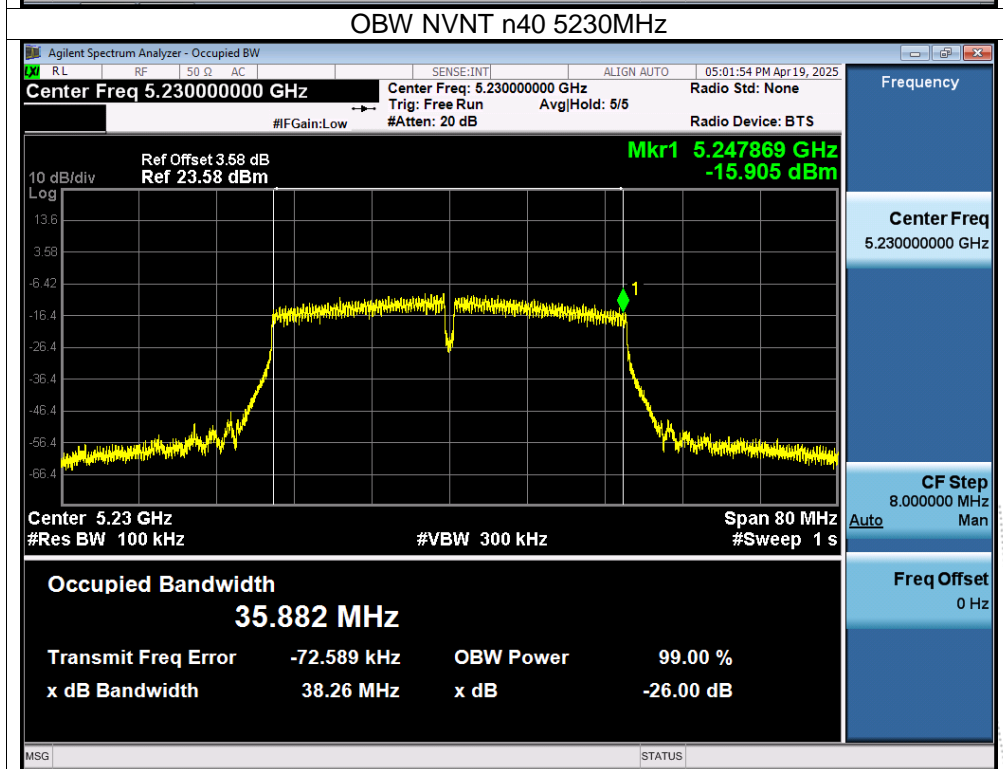 OBW NVNT n40 5230MHz
Agilent Spectrum Analyzer - Occupied BW
LXI RL RF 50 Ω AC SENSE:INT ALIGN AUTO 05:01:54 PM Apr 19, 2025
Center Freq 5.230000000 GHz
Center Freq: 5.230000000 GHz
Radio Std: None
Trig: Free Run Avg|Hold: 5/5
#IFGain:Low #Atten: 20 dB Radio Device: BTS
Frequency
Mkr1 5.247869 GHz
-15.905 dBm
Ref Offset 3.58 dB
10 dB/div Ref 23.58 dBm
Log
13.6
3.58
-6.42
-16.4
-26.4
-36.4
-46.4
-56.4
-66.4
1
Center 5.23 GHz Span 80 MHz
#Res BW 100 kHz #VBW 300 kHz #Sweep 1 s
Center Freq
5.230000000 GHz
CF Step
8.000000 MHz
Auto Man
Freq Offset
0 Hz
Occupied Bandwidth
35.882 MHz
Transmit Freq Error -72.589 kHz OBW Power 99.00 %
x dB Bandwidth 38.26 MHz x dB -26.00 dB
MSG STATUS